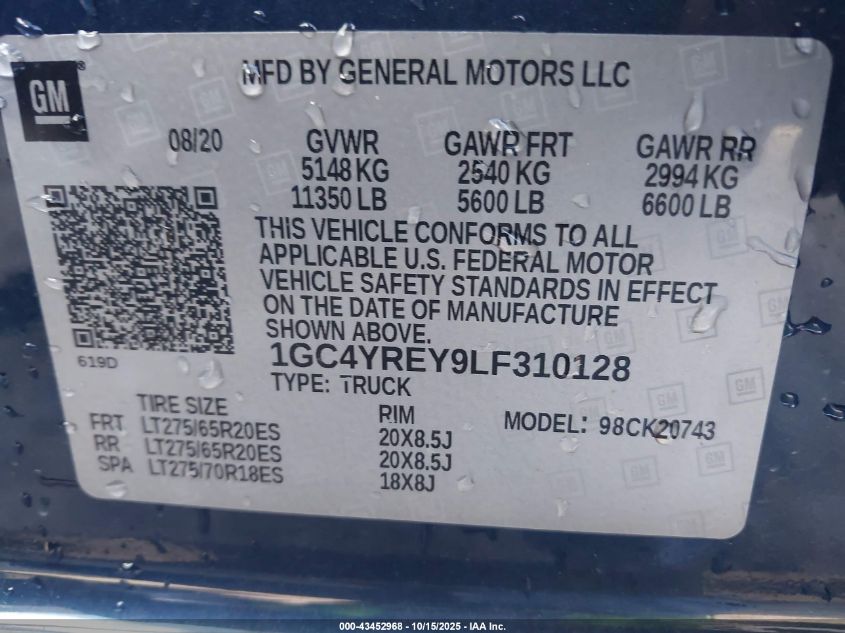 GM
MFD BY GENERAL MOTORS LLC
08/20 GVWR GAWR FRT GAWR RR
5148 KG 2540 KG 2994 KG
11350 LB 5600 LB 6600 LB
THIS VEHICLE CONFORMS TO ALL
APPLICABLE U.S. FEDERAL MOTOR
VEHICLE SAFETY STANDARDS IN EFFECT
ON THE DATE OF MANUFACTURE
SHOWN ABOVE.
619D
1GC4YREY9LF310128
TYPE: TRUCK
TIRE SIZE RIM MODEL: 98CK20743
FRT LT275/65R20ES 20X8.5J
RR LT275/65R20ES 20X8.5J
SPA LT275/70R18ES 18X8J
000-43452968 - 10/15/2025 - IAA Inc.